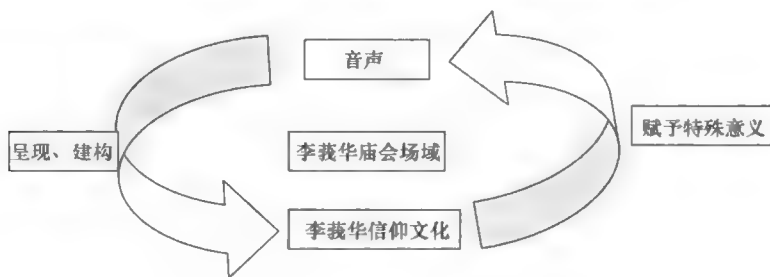 音声
呈现、建构
李莪华庙会场域
赋予特殊意义
李莪华信仰文化